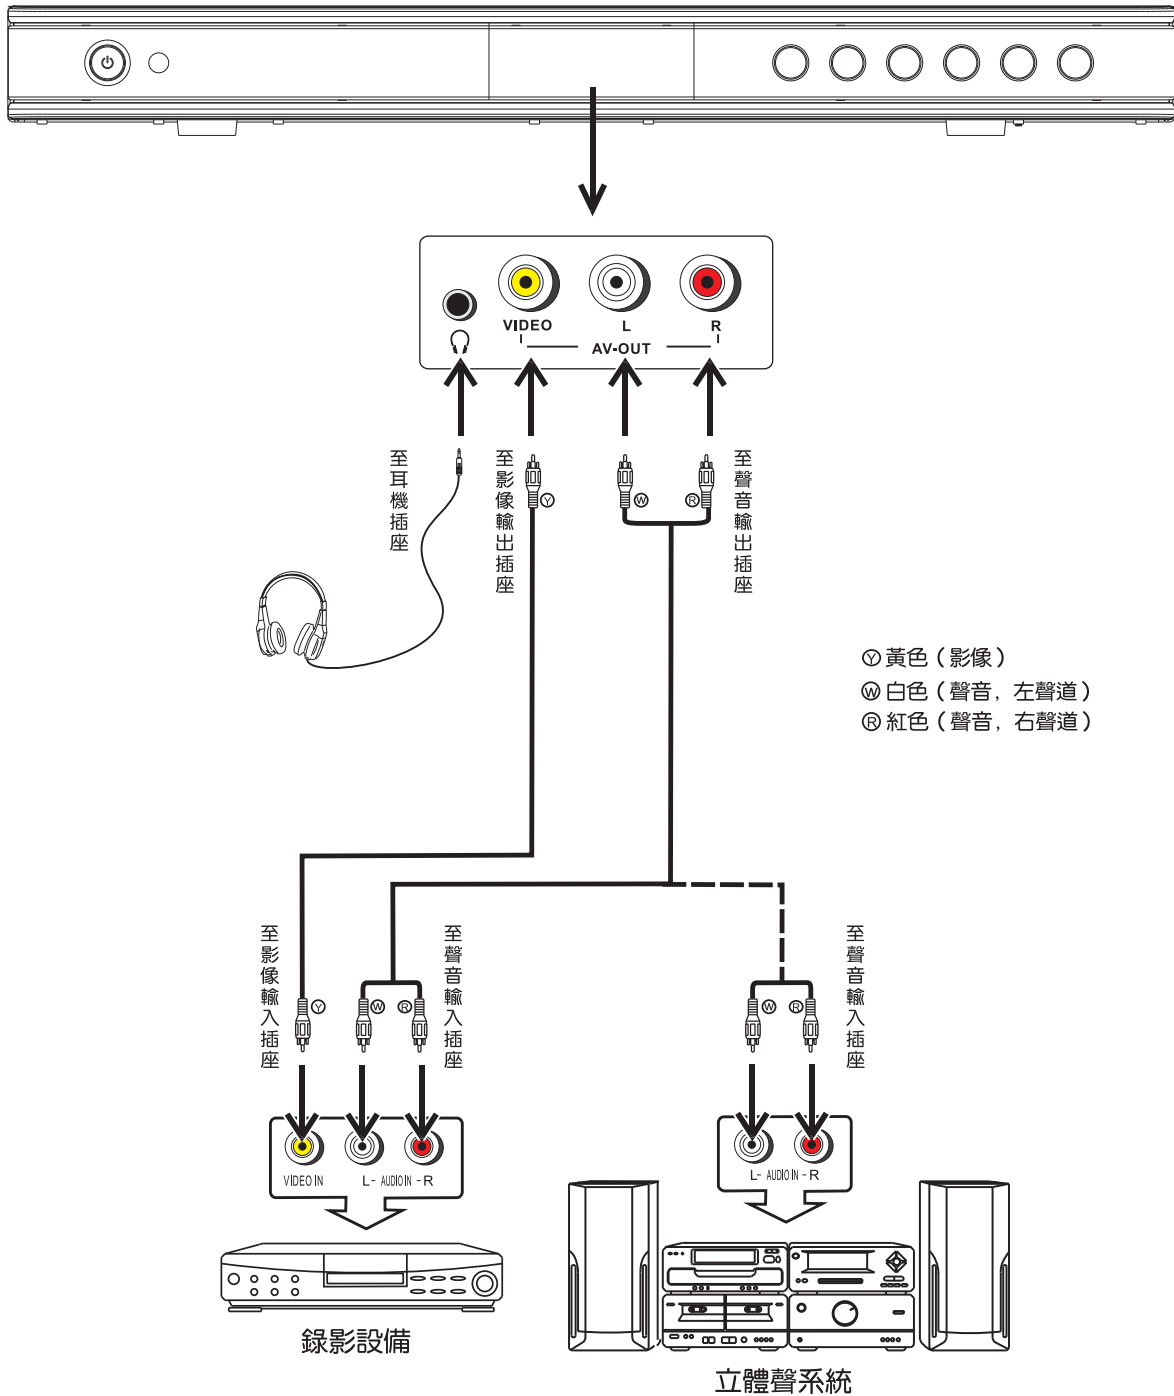 VIDEO L R
AV-OUT
至耳機插座
至影像輸出插座
Ⓨ
Ⓦ
Ⓡ
至聲音輸出插座
Ⓨ 黃色（影像）
Ⓦ 白色（聲音，左聲道）
Ⓡ 紅色（聲音，右聲道）
至影像輸入插座
Ⓨ
Ⓦ
Ⓡ
至聲音輸入插座
Ⓦ
Ⓡ
至聲音輸入插座
VIDEO IN L- AUDIO IN -R
L- AUDIO IN -R
錄影設備
立體聲系統